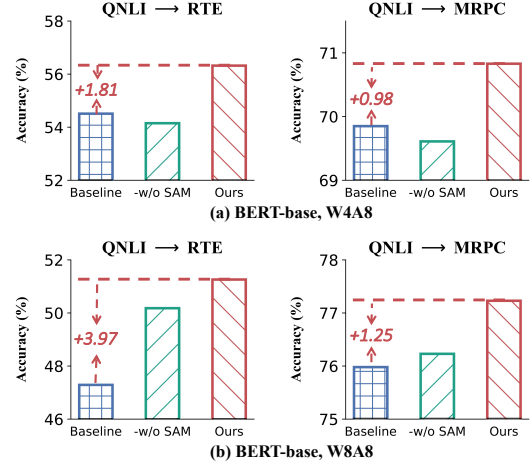 QNLI → RTE
QNLI → MRPC
Accuracy (%)
58
56
54
52
+1.81
Baseline
-w/o SAM
Ours
Accuracy (%)
71
70
69
+0.98
Baseline
-w/o SAM
Ours
(a) BERT-base, W4A8
QNLI → RTE
QNLI → MRPC
Accuracy (%)
52
50
48
46
+3.97
Baseline
-w/o SAM
Ours
Accuracy (%)
78
77
76
75
+1.25
Baseline
-w/o SAM
Ours
(b) BERT-base, W8A8